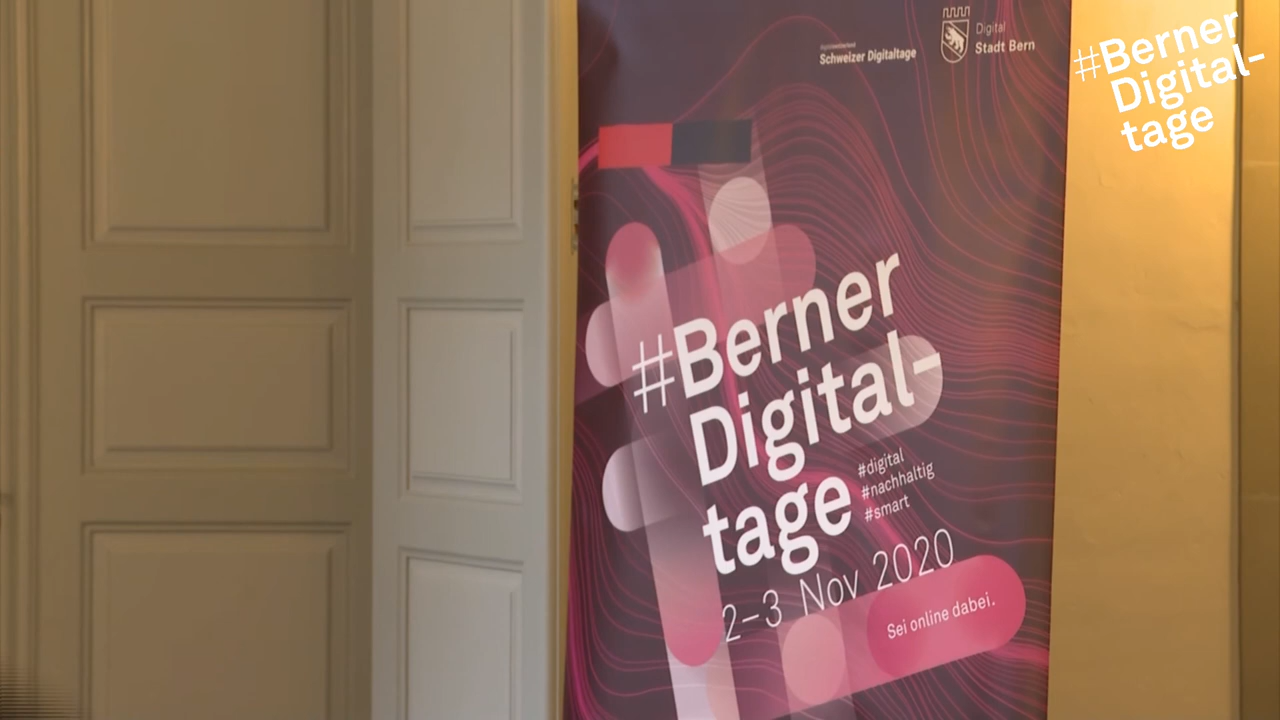 Schweizer Digitaltage
Digital
Stadt Bern
#Berner
Digital-
tage
#Berner
Digital-
tage
#digital
#nachhaltig
#smart
2–3 Nov 2020
Sei online dabei.